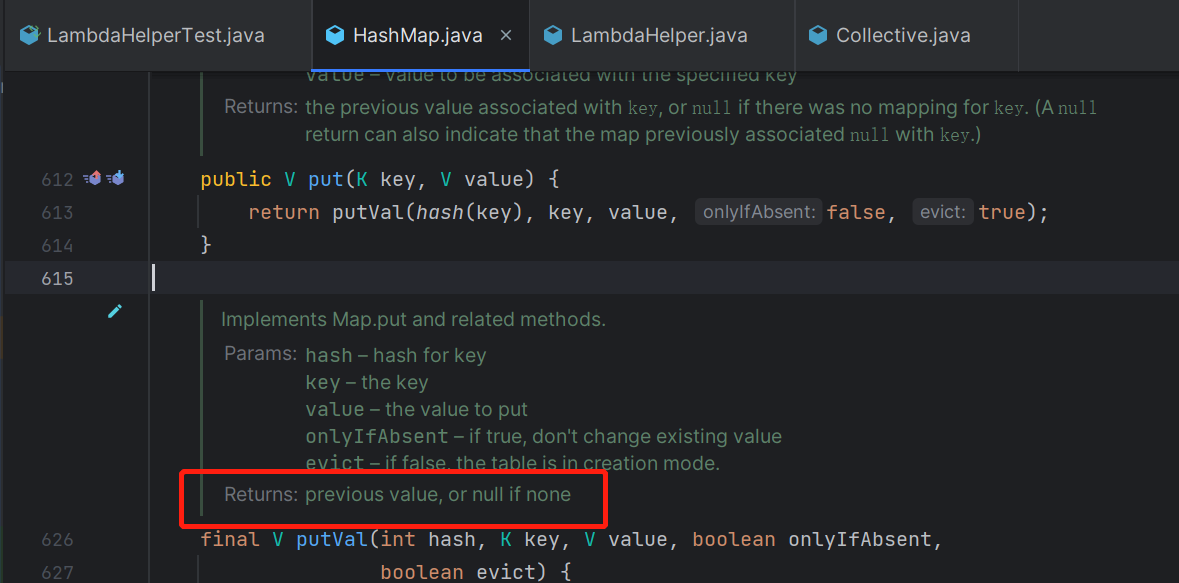 LambdaHelperTest.java HashMap.java × LambdaHelper.java Collective.java
value – value to be associated with the specified key
Returns: the previous value associated with key, or null if there was no mapping for key. (A null
return can also indicate that the map previously associated null with key.)
612 public V put(K key, V value) {
613 return putVal(hash(key), key, value, onlyIfAbsent: false, evict: true);
614 }
615
Implements Map.put and related methods.
Params: hash – hash for key
key – the key
value – the value to put
onlyIfAbsent – if true, don't change existing value
evict – if false, the table is in creation mode.
Returns: previous value, or null if none
626 final V putVal(int hash, K key, V value, boolean onlyIfAbsent,
627 boolean evict) {